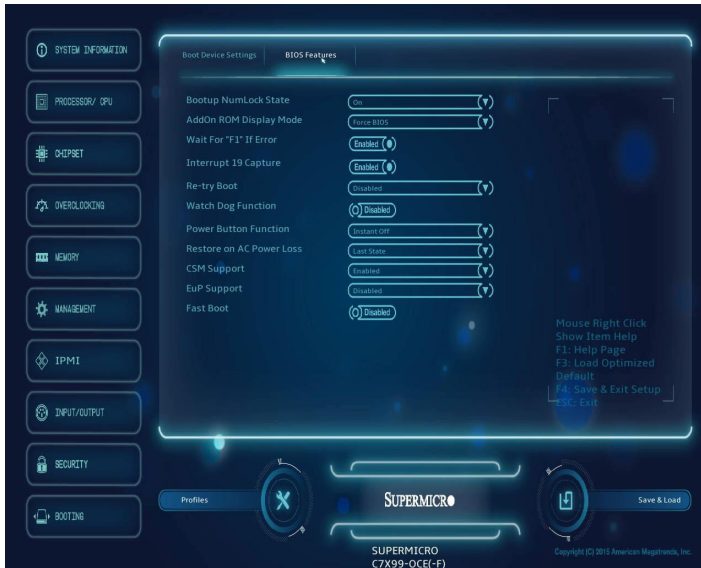 SYSTEM INFORMATION
PROCESSOR/ CPU
CHIPSET
OVERCLOCKING
MEMORY
MANAGEMENT
IPMI
INPUT/OUTPUT
SECURITY
BOOTING
Boot Device Settings
BIOS Features
Bootup NumLock State On
AddOn ROM Display Mode Force BIOS
Wait For "F1" If Error Enabled
Interrupt 19 Capture Enabled
Re-try Boot Disabled
Watch Dog Function Disabled
Power Button Function Instant Off
Restore on AC Power Loss Last State
CSM Support Enabled
EuP Support Disabled
Fast Boot Disabled
Mouse Right Click
Show Item Help
F1: Help Page
F3: Load Optimized
Default
F4: Save & Exit Setup
ESC: Exit
Profiles
SUPERMICRO
Save & Load
SUPERMICRO
C7X99-OCE(-F)
Copyright (C) 2015 American Megatrends, Inc.